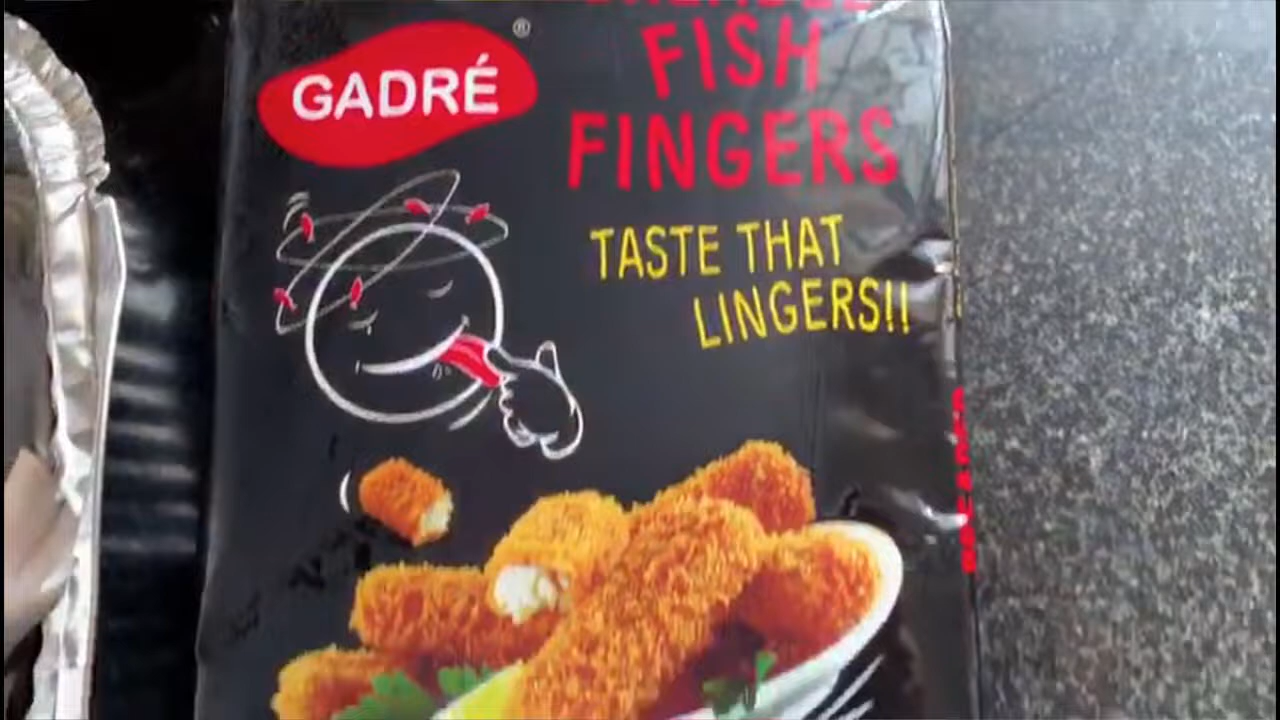 GADRÉ ®
FISH
FINGERS
TASTE THAT
LINGERS!!